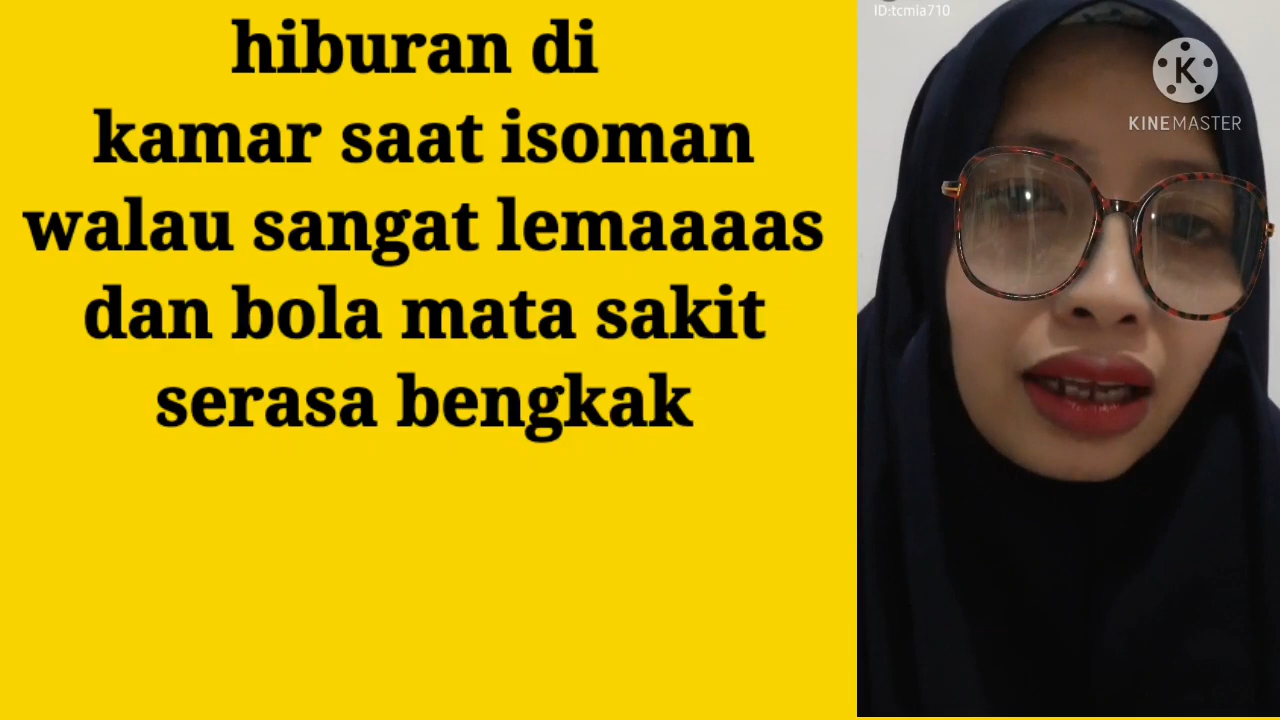 hiburan di
kamar saat isoman
walau sangat lemaaaas
dan bola mata sakit
serasa bengkak
ID:tcmia710
K
KINEMASTER